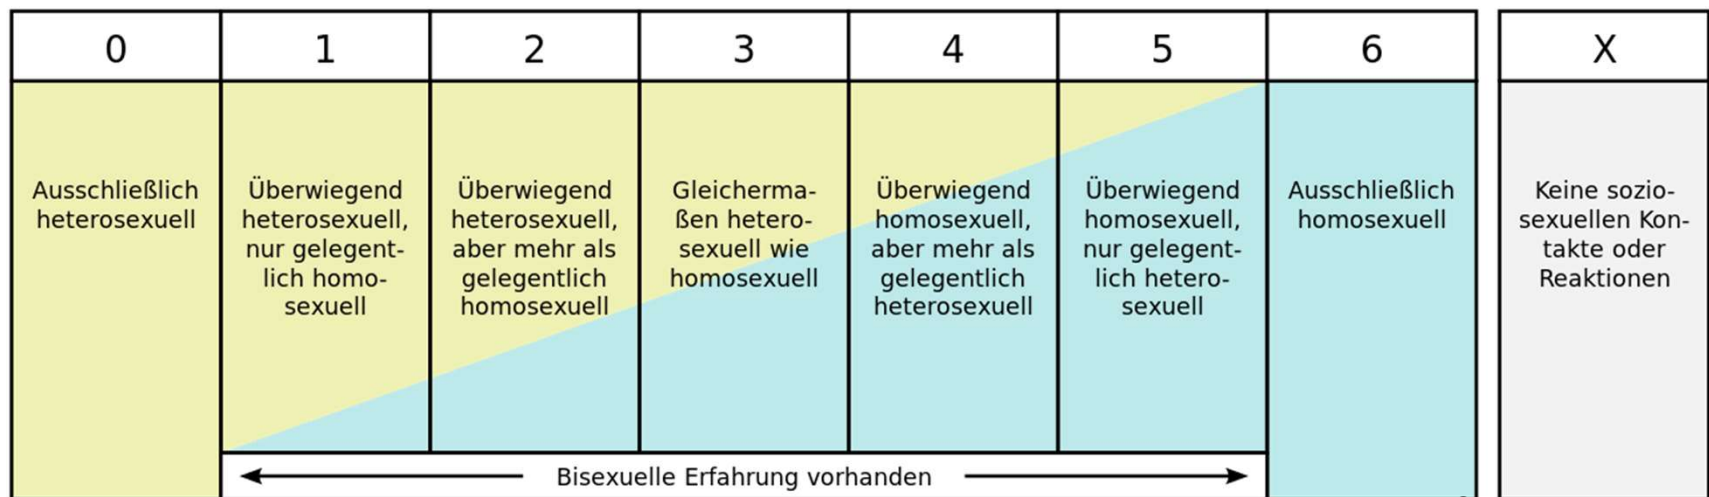 0
1
2
3
4
5
6
X
Ausschließlich
heterosexuell
Überwiegend
heterosexuell,
nur gelegent-
lich homo-
sexuell
Überwiegend
heterosexuell,
aber mehr als
gelegentlich
homosexuell
Gleicherma-
ßen hetero-
sexuell wie
homosexuell
Überwiegend
homosexuell,
aber mehr als
gelegentlich
heterosexuell
Überwiegend
homosexuell,
nur gelegent-
lich hetero-
sexuell
Ausschließlich
homosexuell
Keine sozio-
sexuellen Kon-
takte oder
Reaktionen
Bisexuelle Erfahrung vorhanden